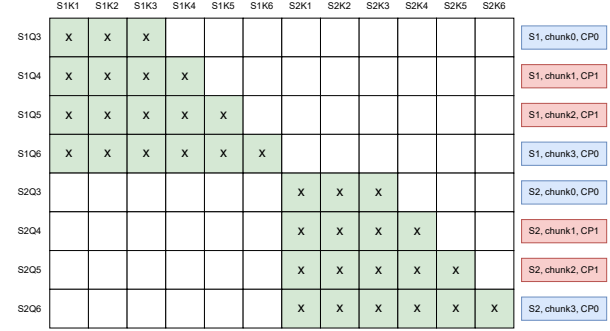 S1K1 S1K2 S1K3 S1K4 S1K5 S1K6 S2K1 S2K2 S2K3 S2K4 S2K5 S2K6
S1Q3 X X X S1, chunk0, CP0
S1Q4 X X X X S1, chunk1, CP1
S1Q5 X X X X X S1, chunk2, CP1
S1Q6 X X X X X X S1, chunk3, CP0
S2Q3 X X X S2, chunk0, CP0
S2Q4 X X X X S2, chunk1, CP1
S2Q5 X X X X X S2, chunk2, CP1
S2Q6 X X X X X X S2, chunk3, CP0